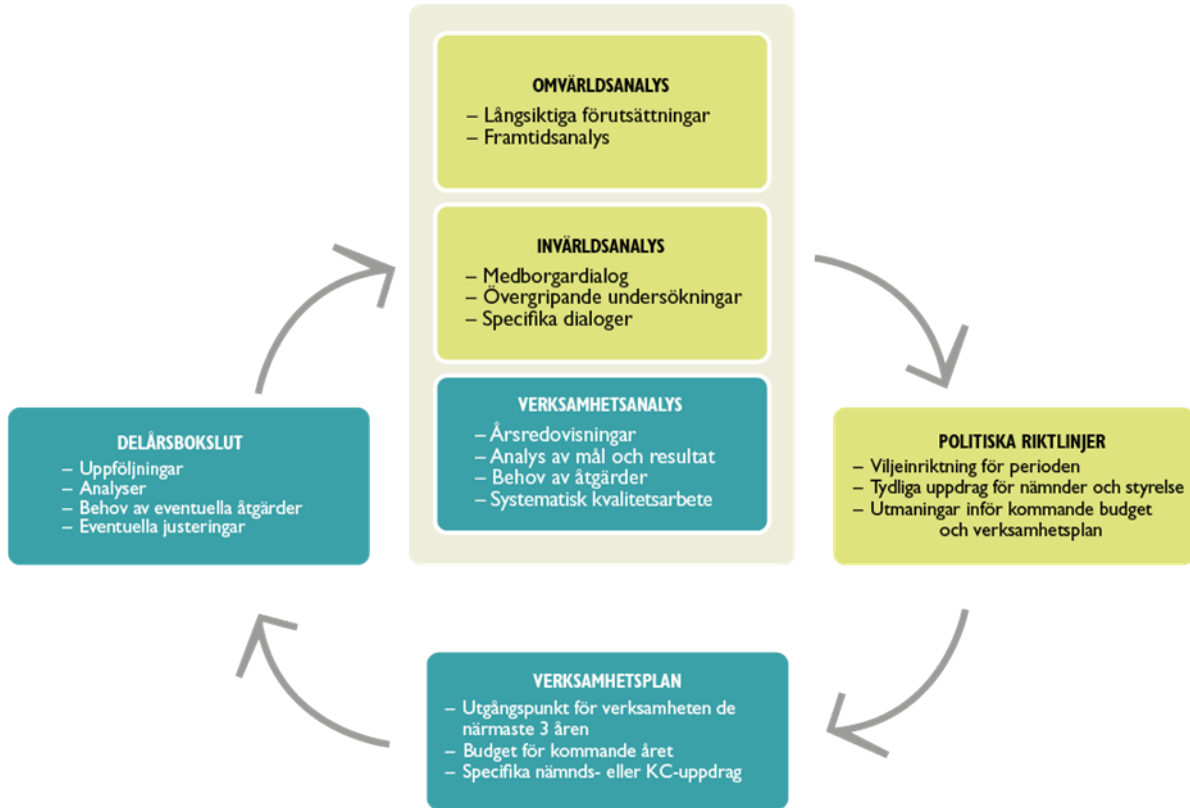 OMVÄRLDSANALYS
– Långsiktiga förutsättningar
– Framtidsanalys
INVÄRLDSANALYS
– Medborgardialog
– Övergripande undersökningar
– Specifika dialoger
VERKSAMHETSANALYS
– Årsredovisningar
– Analys av mål och resultat
– Behov av åtgärder
– Systematisk kvalitetsarbete
POLITISKA RIKTLINJER
– Viljeinriktning för perioden
– Tydliga uppdrag för nämnder och styrelse
– Utmaningar inför kommande budget
och verksamhetsplan
VERKSAMHETSPLAN
– Utgångspunkt för verksamheten de
närmaste 3 åren
– Budget för kommande året
– Specifika nämnds- eller KC-uppdrag
DELÅRSBOKSLUT
– Uppföljningar
– Analyser
– Behov av eventuella åtgärder
– Eventuella justeringar